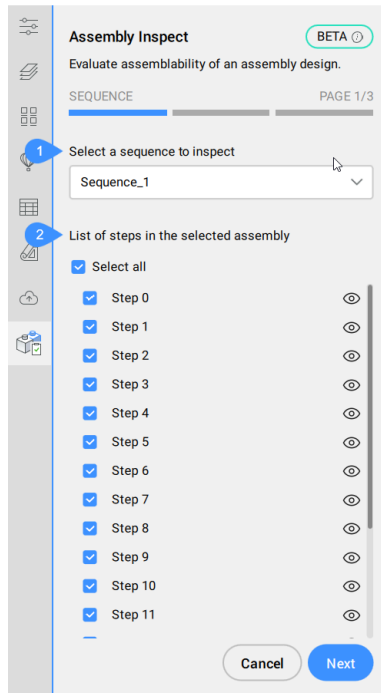 Assembly Inspect
BETA
Evaluate assemblability of an assembly design.
SEQUENCE
PAGE 1/3
1
Select a sequence to inspect
Sequence_1
2
List of steps in the selected assembly
Select all
Step 0
Step 1
Step 2
Step 3
Step 4
Step 5
Step 6
Step 7
Step 8
Step 9
Step 10
Step 11
Cancel
Next